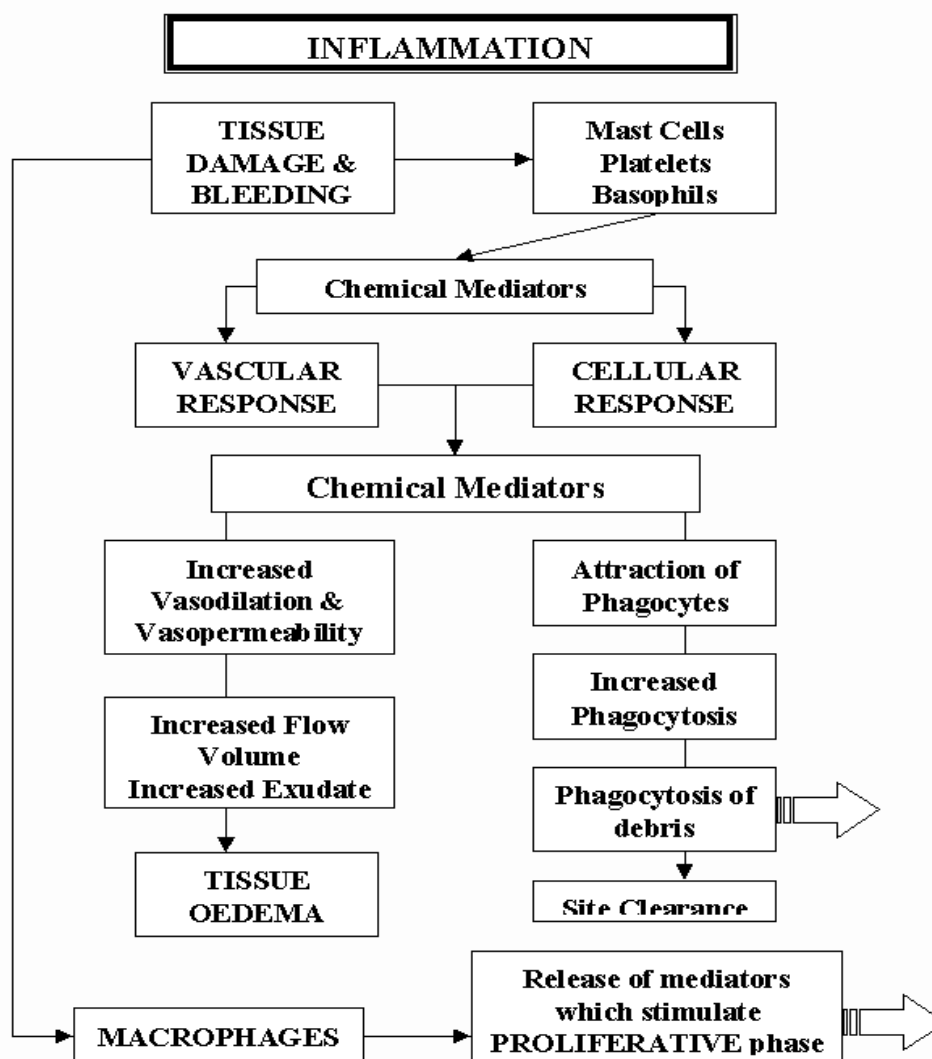 INFLAMMATION
TISSUE
DAMAGE &
BLEEDING
Mast Cells
Platelets
Basophils
Chemical Mediators
VASCULAR
RESPONSE
CELLULAR
RESPONSE
Chemical Mediators
Increased
Vasodilation &
Vasopermeability
Attraction of
Phagocytes
Increased
Phagocytosis
Increased Flow
Volume
Increased Exudate
Phagocytosis of
debris
TISSUE
OEDEMA
Site Clearance
MACROPHAGES
Release of mediators
which stimulate
PROLIFERATIVE phase